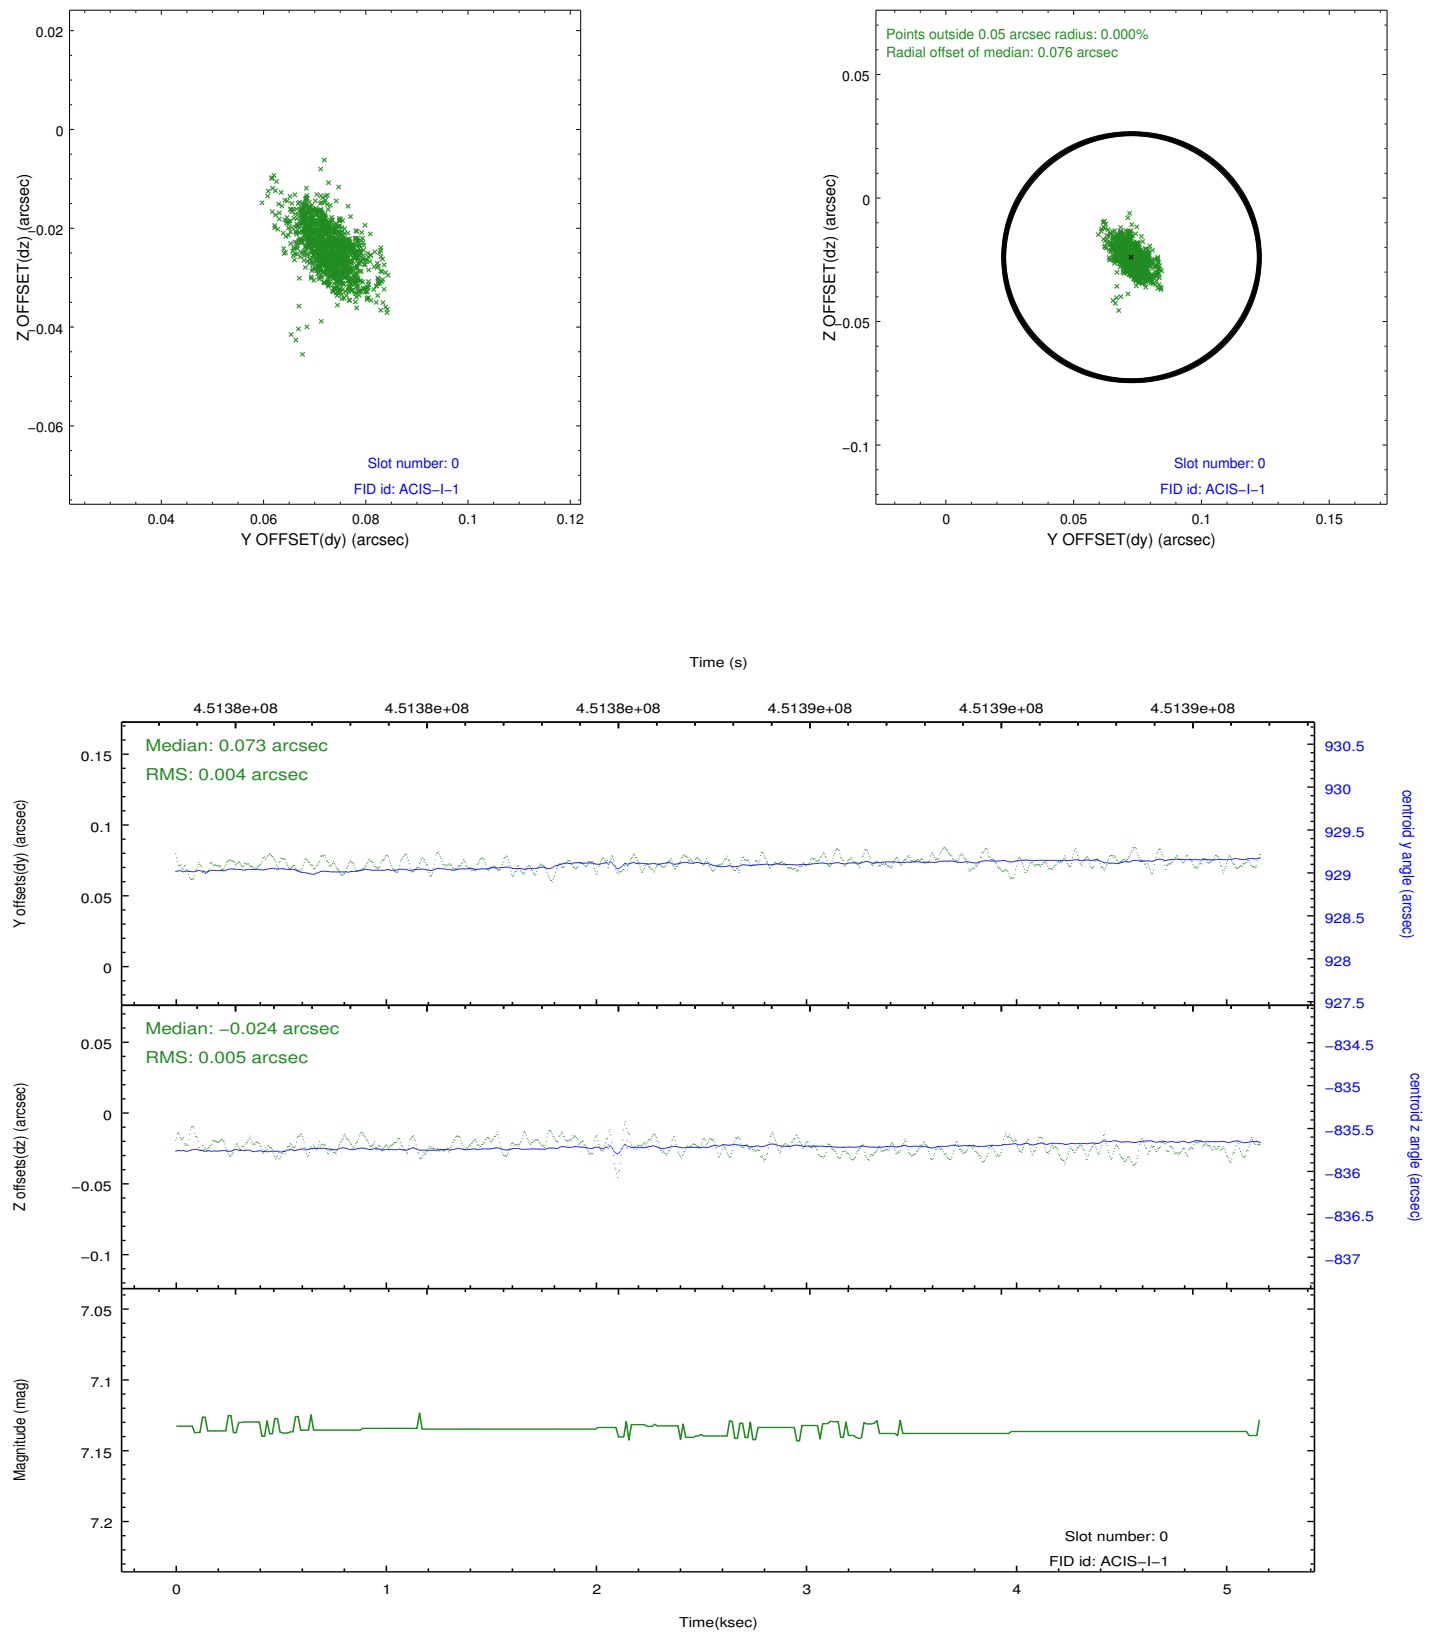 0.02
0
−0.02
−0.04
−0.06
Z OFFSET(dz) (arcsec)
Slot number: 0
FID id: ACIS−I−1
0.04 0.06 0.08 0.1 0.12
Y OFFSET(dy) (arcsec)
Points outside 0.05 arcsec radius: 0.000%
Radial offset of median: 0.076 arcsec
0.05
0
−0.05
−0.1
Z OFFSET(dz) (arcsec)
Slot number: 0
FID id: ACIS−I−1
0 0.05 0.1 0.15
Y OFFSET(dy) (arcsec)
Time (s)
4.5138e+08 4.5138e+08 4.5138e+08 4.5139e+08 4.5139e+08 4.5139e+08
Median: 0.073 arcsec
RMS: 0.004 arcsec
0.15
0.1
0.05
0
Y offsets(dy) (arcsec)
930.5
930
929.5
929
928.5
928
927.5
centroid y angle (arcsec)
Median: −0.024 arcsec
RMS: 0.005 arcsec
0.05
0
−0.05
−0.1
Z offsets(dz) (arcsec)
−834.5
−835
−835.5
−836
−836.5
−837
centroid z angle (arcsec)
7.05
7.1
7.15
7.2
Magnitude (mag)
Slot number: 0
FID id: ACIS−I−1
0 1 2 3 4 5
Time(ksec)